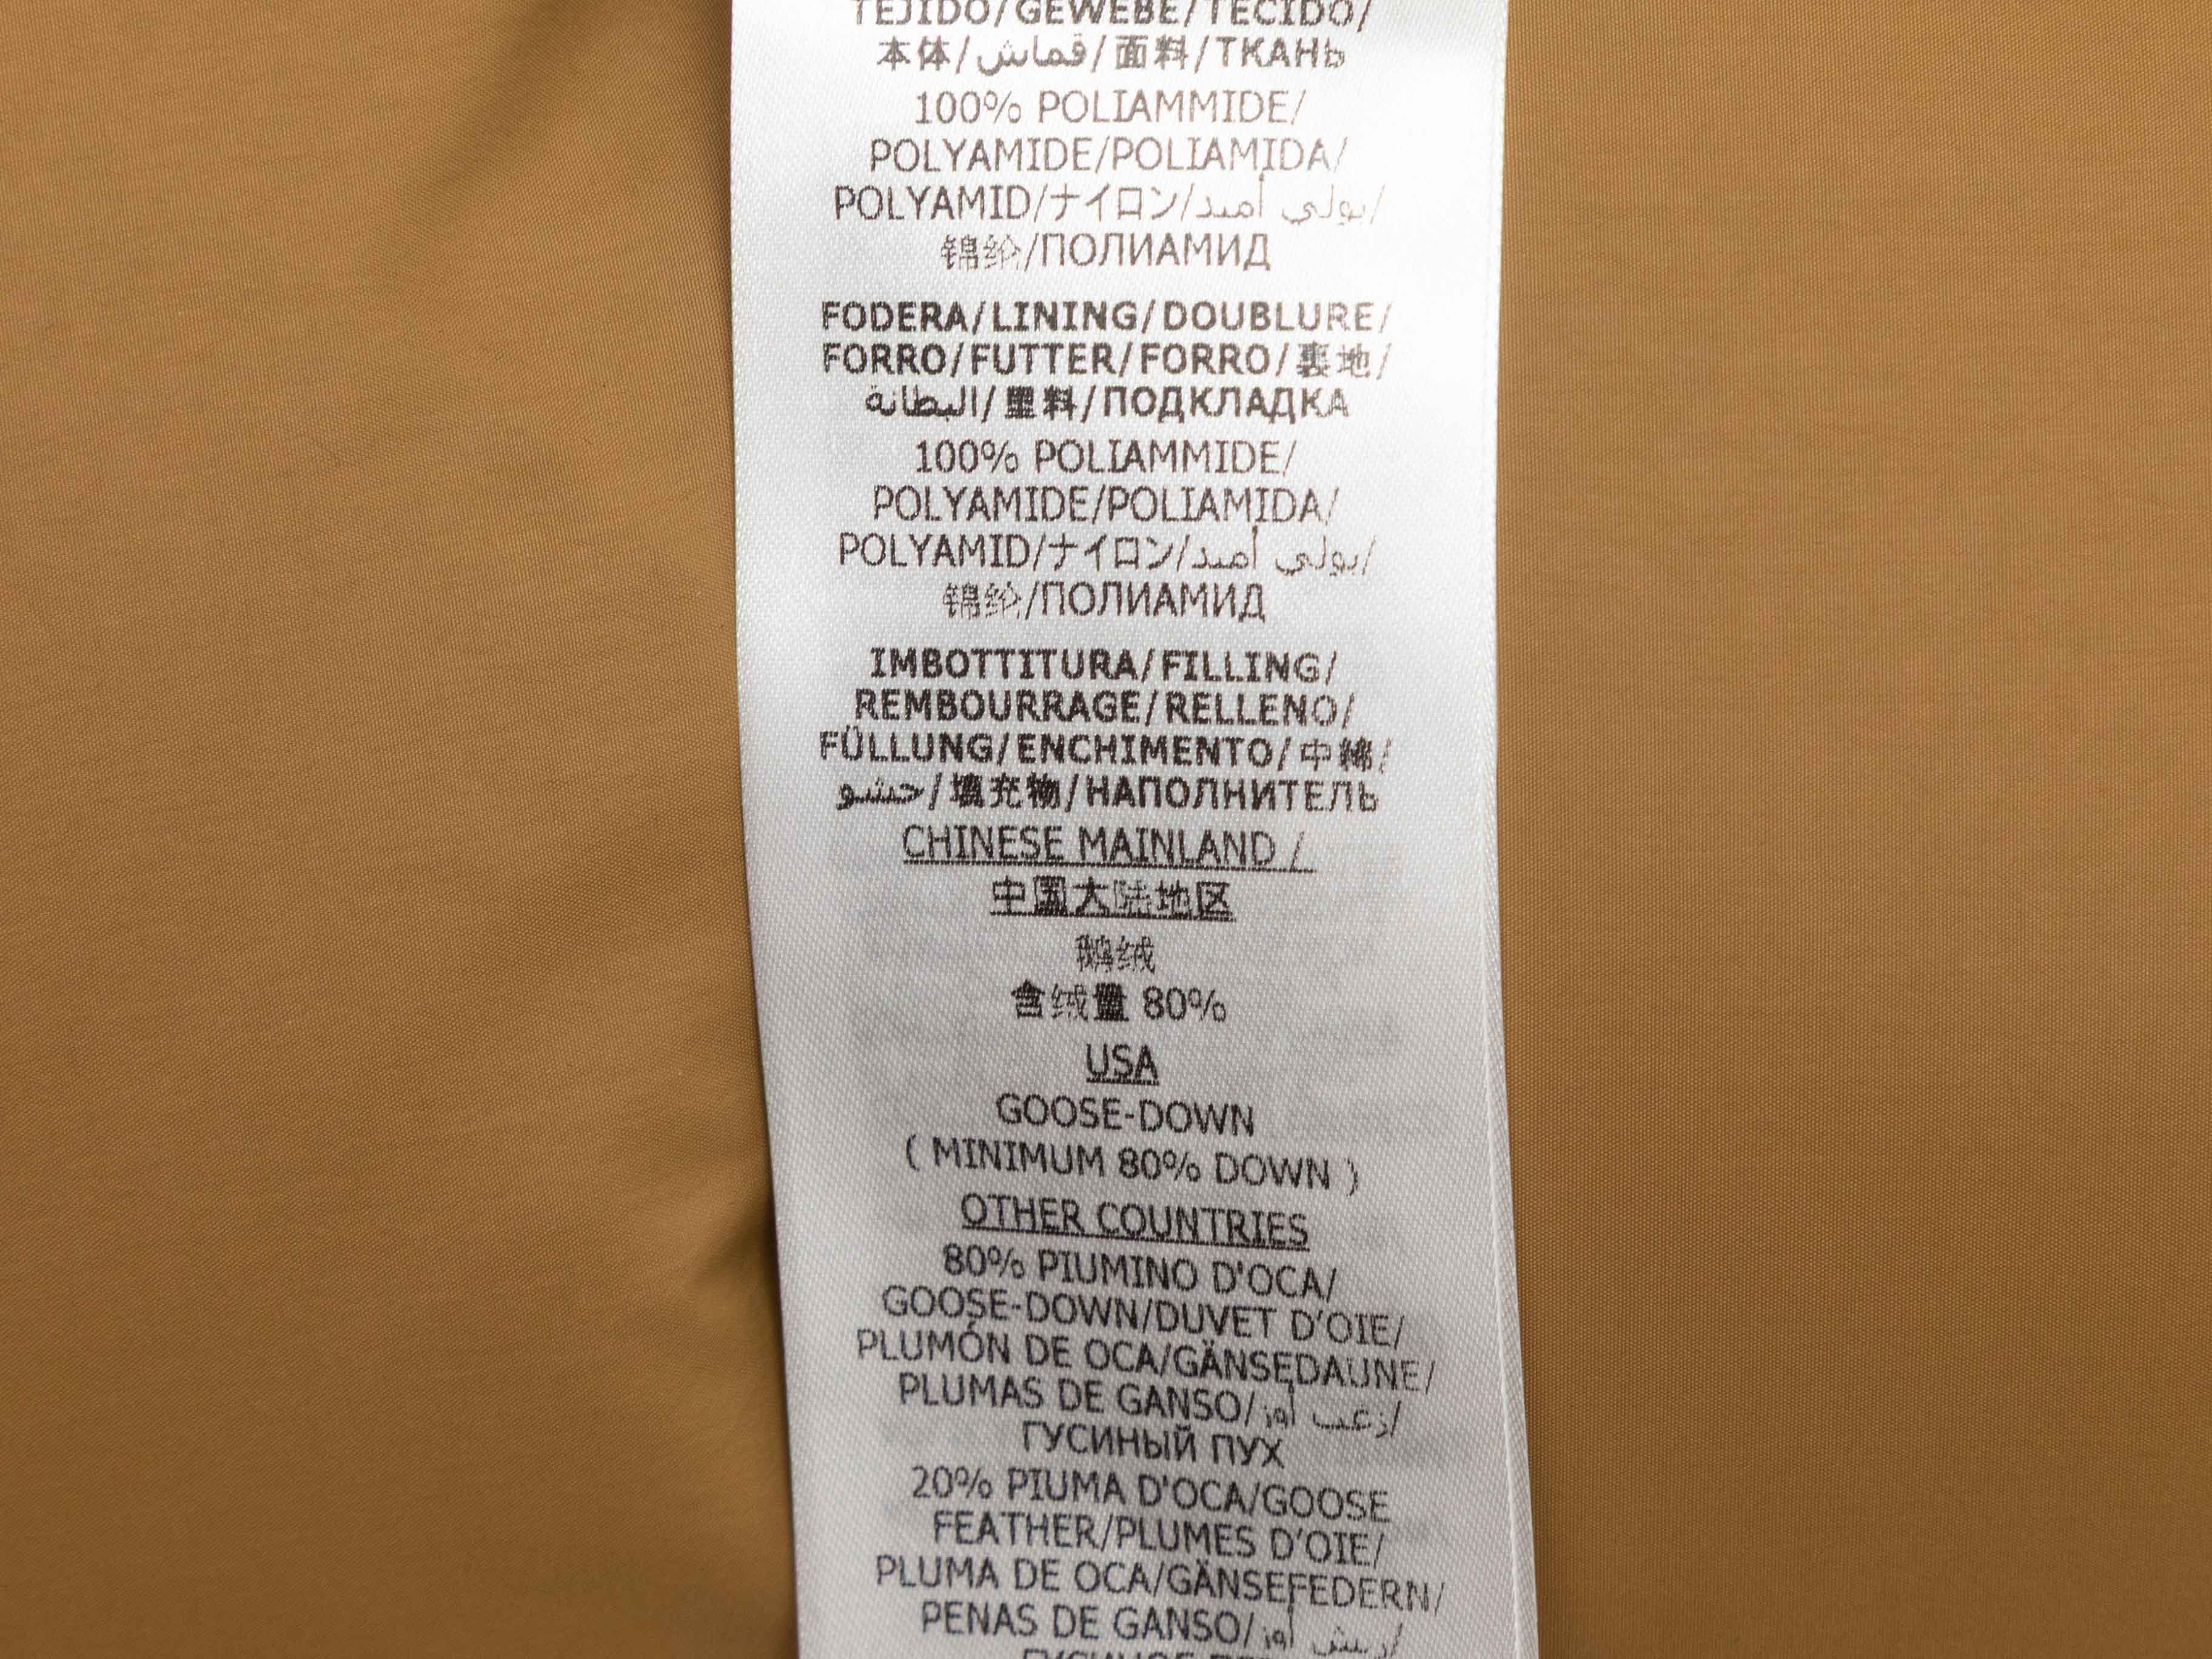 TEJIDO/GEWEBE/TECIDO/
本体/قماش/面料/ТКАНЬ
100% POLIAMMIDE/
POLYAMIDE/POLIAMIDA/
POLYAMID/ナイロン/بولي أميد/
锦纶/ПОЛИАМИД
FODERA/LINING/DOUBLURE/
FORRO/FUTTER/FORRO/裏地/
البطانة/里料/ПОДКЛАДКА
100% POLIAMMIDE/
POLYAMIDE/POLIAMIDA/
POLYAMID/ナイロン/بولي أميد/
锦纶/ПОЛИАМИД
IMBOTTITURA/FILLING/
REMBOURRAGE/RELLENO/
FÜLLUNG/ENCHIMENTO/中綿/
حشو/填充物/НАПОЛНИТЕЛЬ
CHINESE MAINLAND /
中国大陆地区
鹅绒
含绒量 80%
USA
GOOSE-DOWN
( MINIMUM 80% DOWN )
OTHER COUNTRIES
80% PIUMINO D'OCA/
GOOSE-DOWN/DUVET D'OIE/
PLUMÓN DE OCA/GÄNSEDAUNE/
PLUMAS DE GANSO/زغب أوز/
ГУСИНЫЙ ПУХ
20% PIUMA D'OCA/GOOSE
FEATHER/PLUMES D'OIE/
PLUMA DE OCA/GÄNSEFEDERN/
PENAS DE GANSO/ريش أوز/